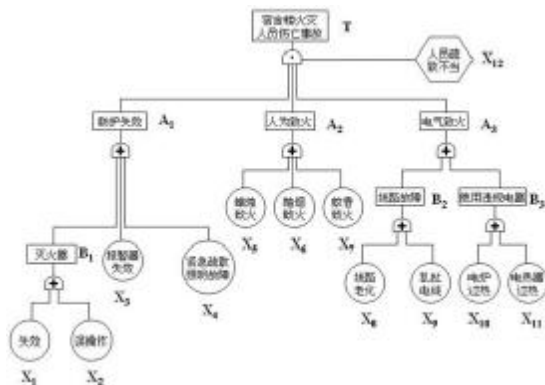 宿舍楼火灾
人员伤亡事故
T
人员疏
散不当
X12
防护失效
A1
人为致火
A2
电气致火
A3
蜡烛
致火
X5
抽烟
致火
X6
蚊香
致火
X7
线路故障
B2
使用违规电器
B3
灭火器
B1
报警器
失效
X3
紧急疏散
照明故障
X4
线路
老化
X8
乱扯
电线
X9
电炉
过热
X10
电热器
过热
X11
失效
X1
误操作
X2